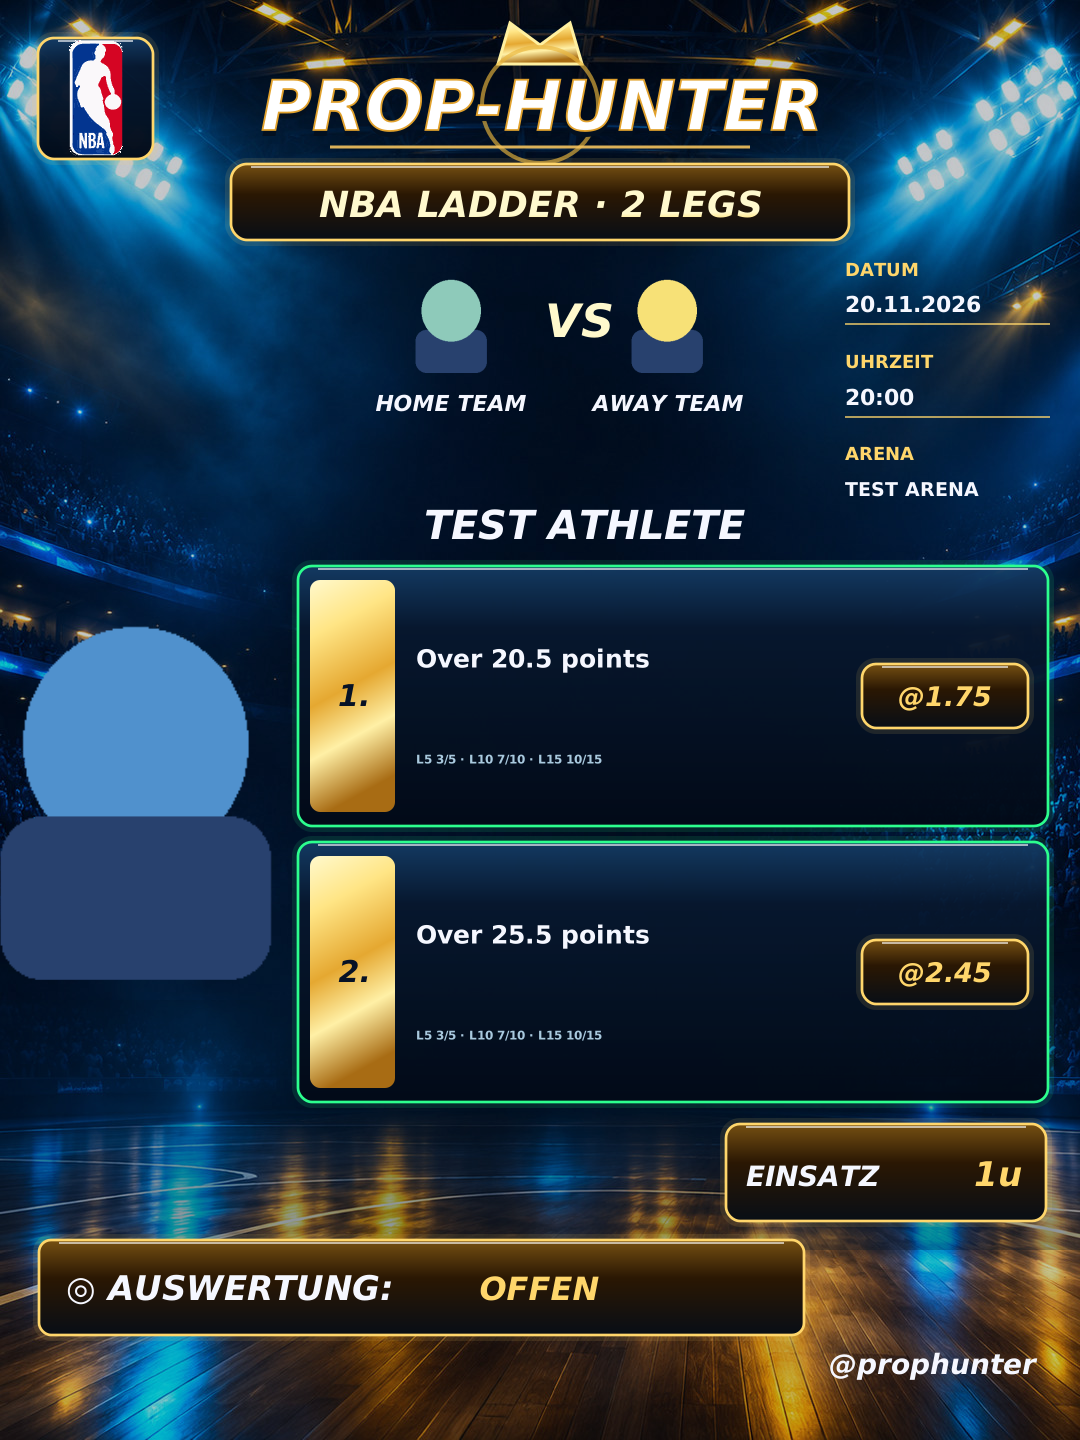 NBA
PROP-HUNTER
NBA LADDER · 2 LEGS
DATUM
20.11.2026
UHRZEIT
20:00
ARENA
TEST ARENA
VS
HOME TEAM
AWAY TEAM
TEST ATHLETE
1.
Over 20.5 points
@1.75
L5 3/5 · L10 7/10 · L15 10/15
2.
Over 25.5 points
@2.45
L5 3/5 · L10 7/10 · L15 10/15
EINSATZ 1u
◎ AUSWERTUNG: OFFEN
@prophunter